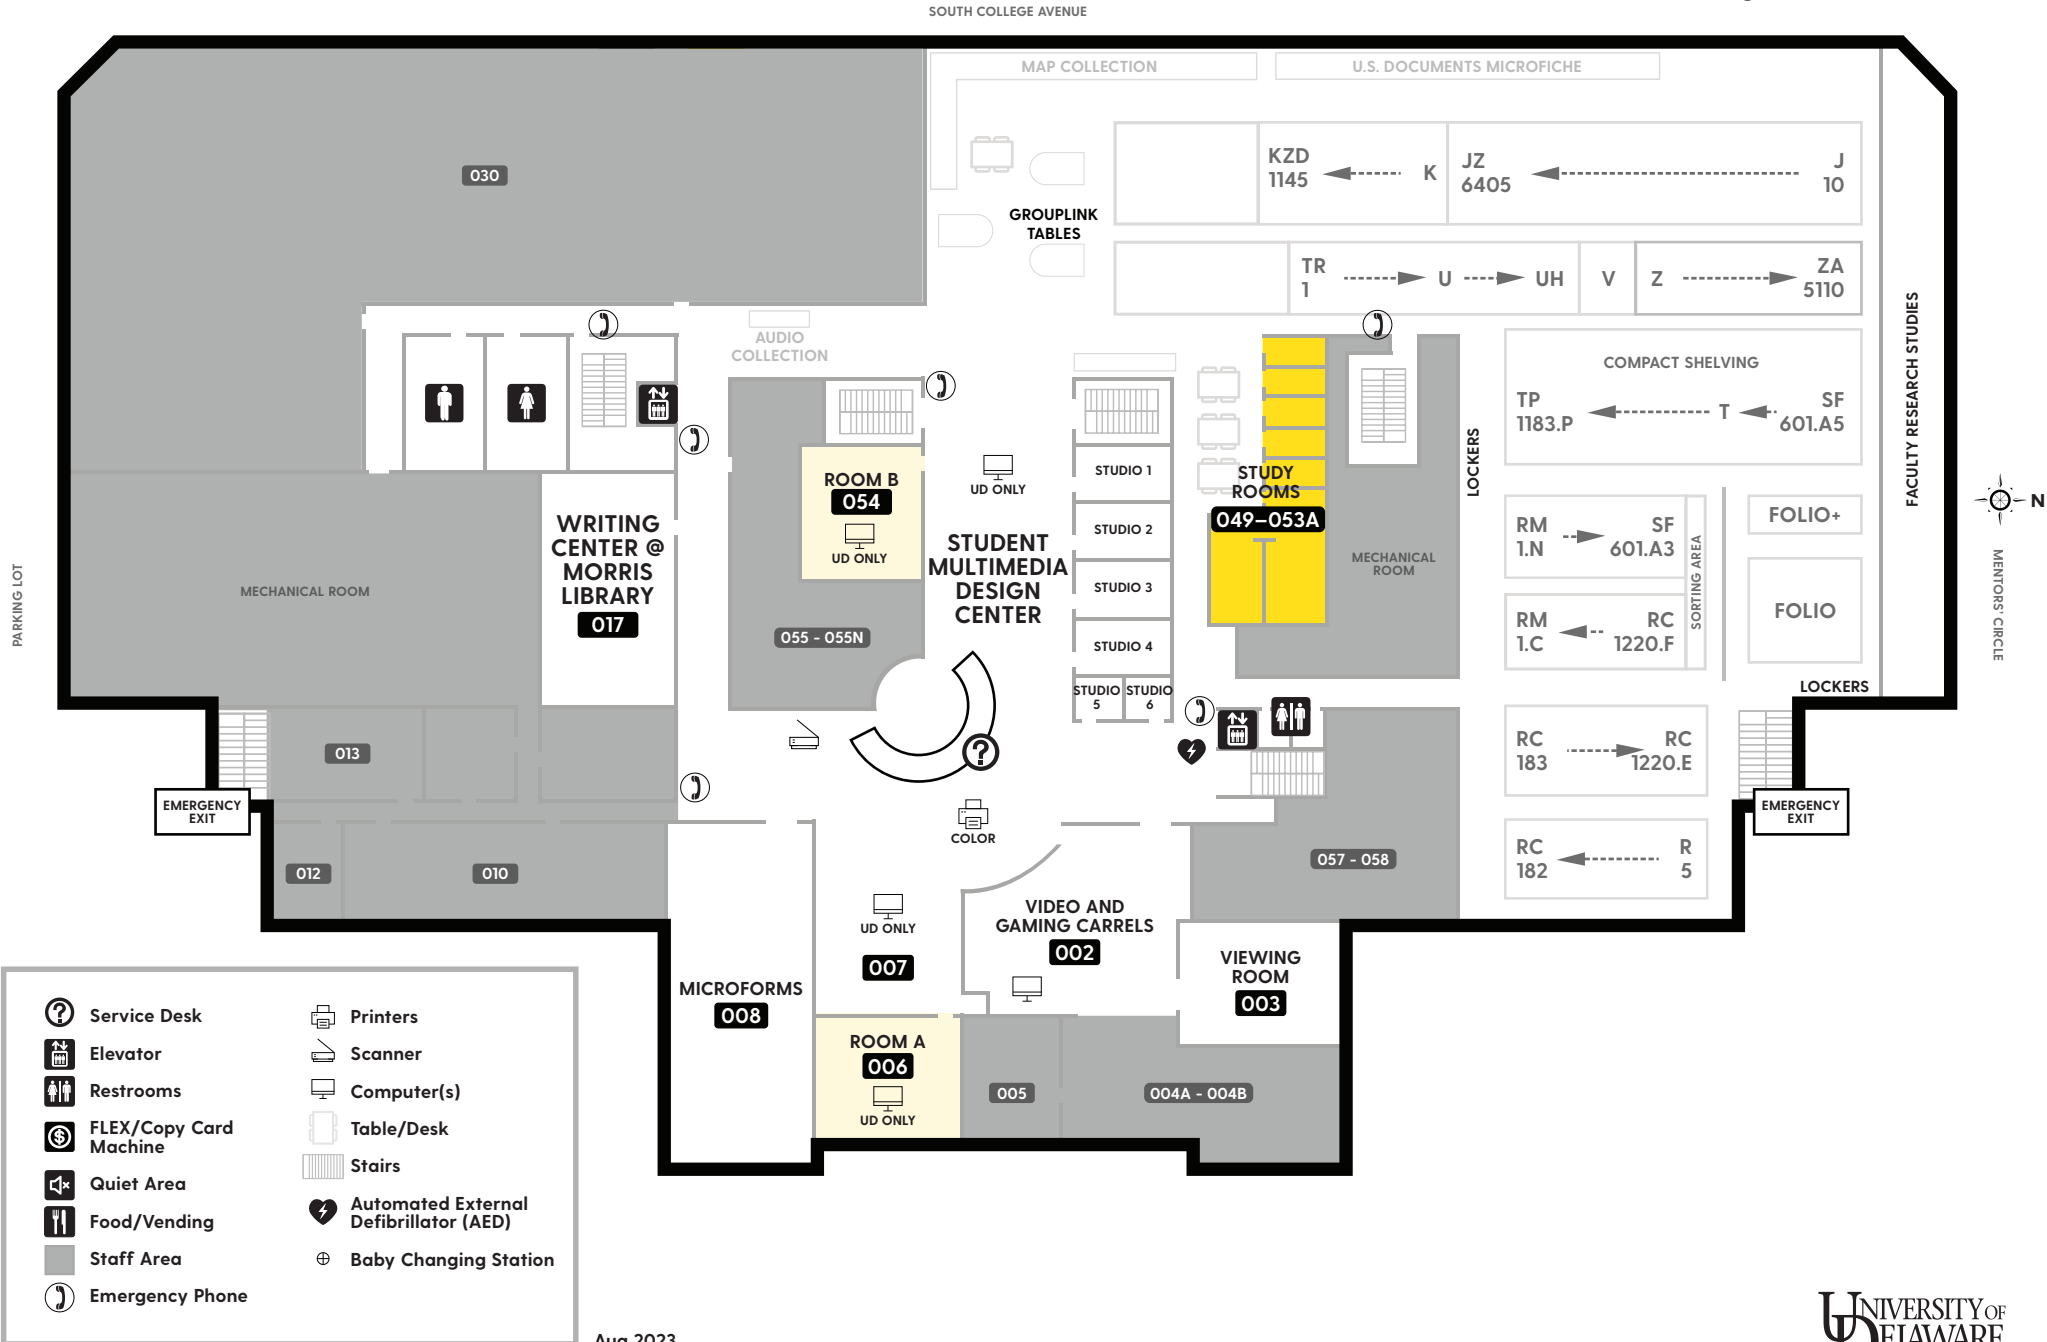 SOUTH COLLEGE AVENUE
MAP COLLECTION
U.S. DOCUMENTS MICROFICHE
030
GROUPLINK
TABLES
KZD
1145
K
JZ
6405
J
10
TR
1
U
UH
V
Z
ZA
5110
AUDIO
COLLECTION
COMPACT SHELVING
TP
1183.P
T
SF
601.A5
FACULTY RESEARCH STUDIES
LOCKERS
ROOM B
054
UD ONLY
UD ONLY
STUDENT
MULTIMEDIA
DESIGN
CENTER
STUDIO 1
STUDIO 2
STUDIO 3
STUDIO 4
STUDIO
5
STUDIO
6
STUDY
ROOMS
049–053A
MECHANICAL
ROOM
RM
1.N
SF
601.A3
RM
1.C
RC
1220.F
SORTING AREA
FOLIO+
FOLIO
LOCKERS
N
MENTORS' CIRCLE
PARKING LOT
MECHANICAL ROOM
WRITING
CENTER @
MORRIS
LIBRARY
017
055 - 055N
013
EMERGENCY
EXIT
012
010
COLOR
057 - 058
RC
183
RC
1220.E
RC
182
R
5
EMERGENCY
EXIT
UD ONLY
007
VIDEO AND
GAMING CARRELS
002
VIEWING
ROOM
003
MICROFORMS
008
ROOM A
006
UD ONLY
005
004A - 004B
Service Desk
Elevator
Restrooms
FLEX/Copy Card
Machine
Quiet Area
Food/Vending
Staff Area
Emergency Phone
Printers
Scanner
Computer(s)
Table/Desk
Stairs
Automated External
Defibrillator (AED)
Baby Changing Station
Aug 2023
UNIVERSITY OF
DELAWARE